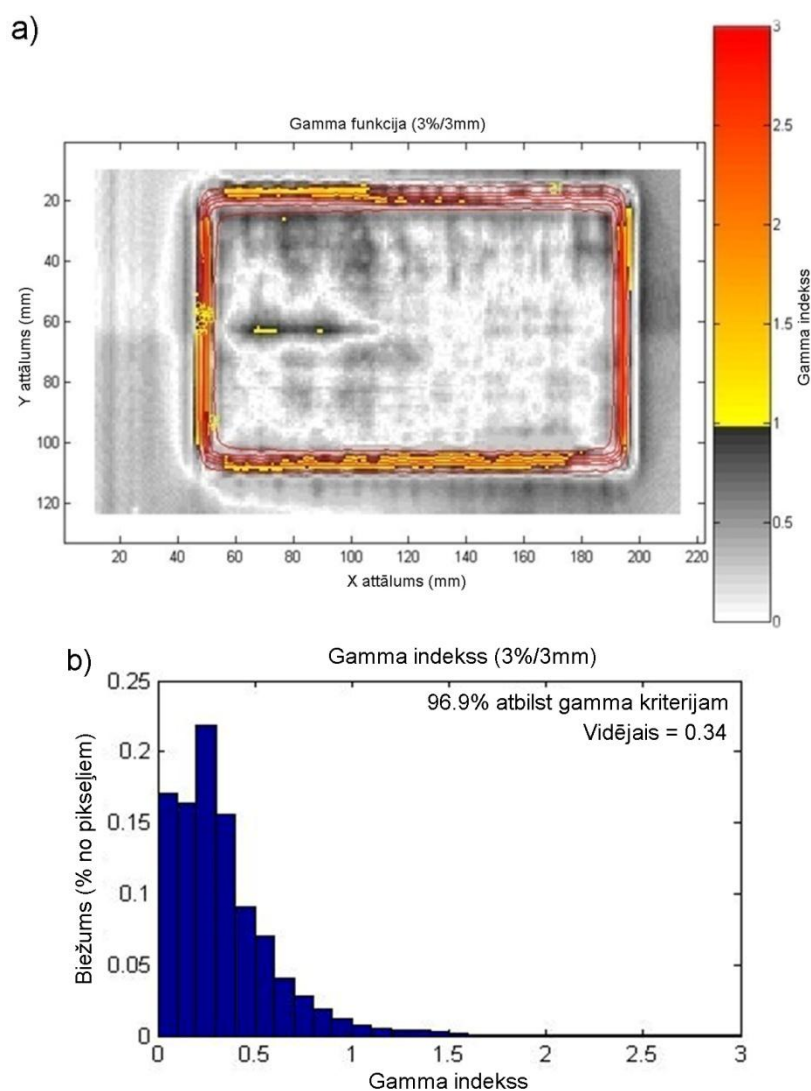 a)
Gamma funkcija (3%/3mm)
3
2.5
2
1.5
1
0.5
0
Gamma indekss
20
40
60
80
100
120
Y attālums (mm)
20 40 60 80 100 120 140 160 180 200 220
X attālums (mm)
b)
Gamma indekss (3%/3mm)
96.9% atbilst gamma kriterijam
Vidējais = 0.34
0.25
0.2
0.15
0.1
0.05
0
Biežums (% no pikseļiem)
0 0.5 1 1.5 2 2.5 3
Gamma indekss